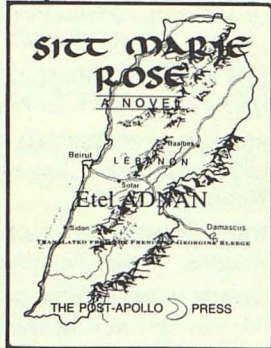 SITT MARIE
ROSE
A NOVEL
Baalbek
Beirut
LEBANON
Sofar
Etel ADNAN
Sidon
Damascus
TRANSLATED FROM THE FRENCH BY GEORGINA KLEEGE
THE POST-APOLLO PRESS